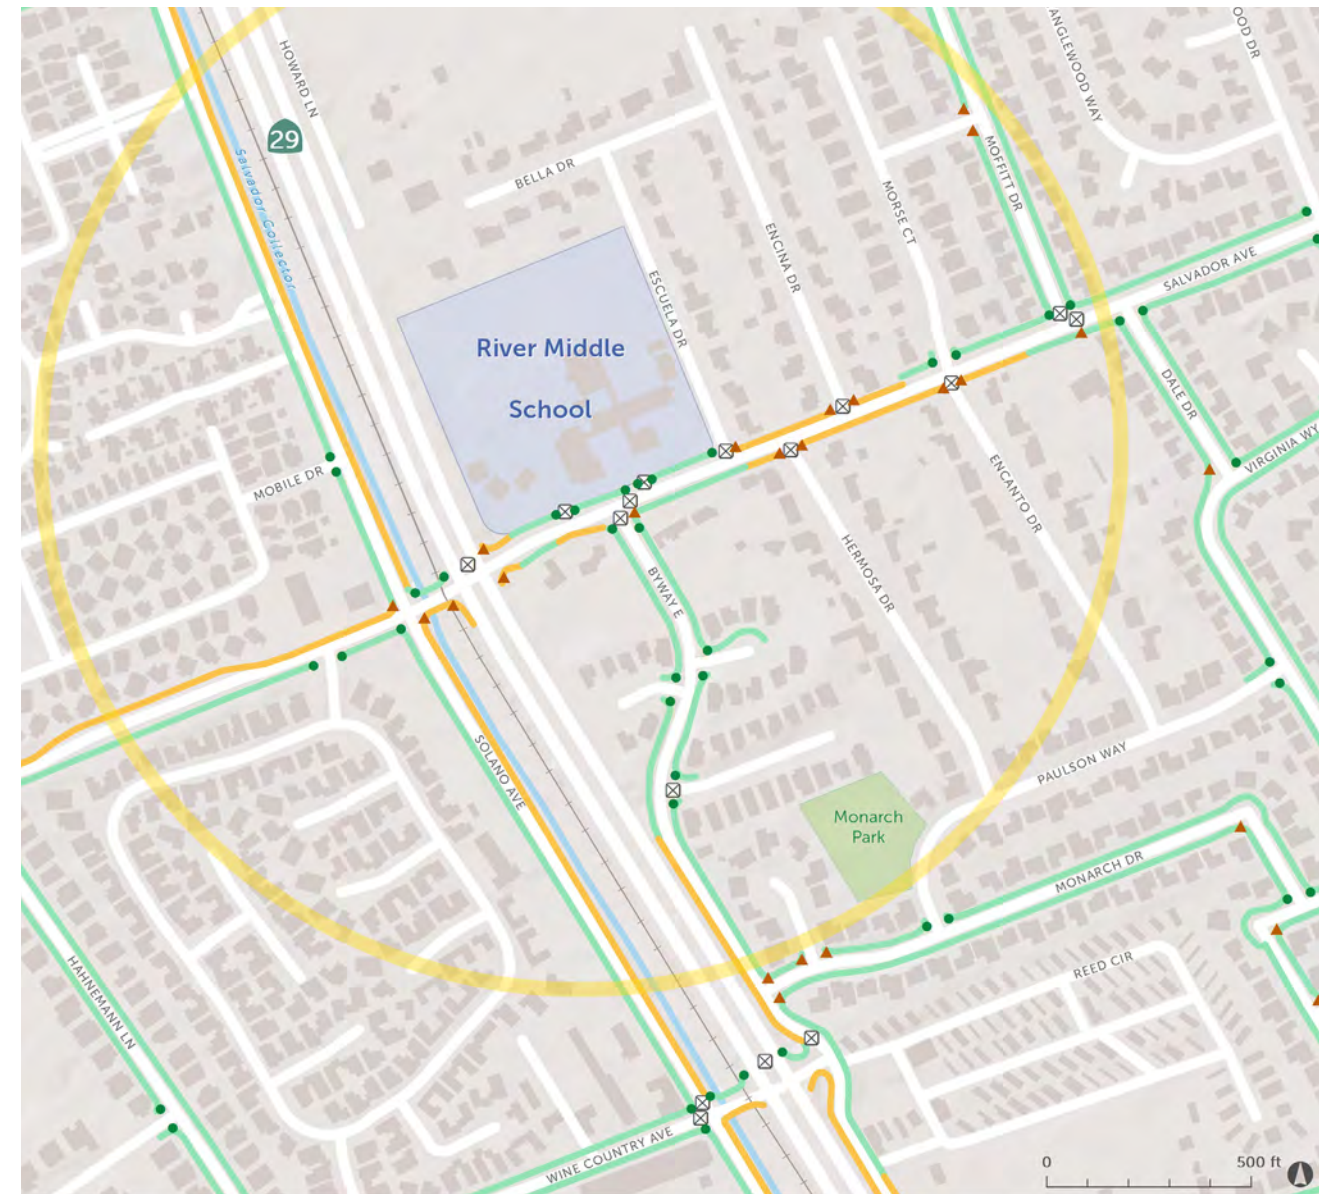 HOWARD LN
ANGLEWOOD WAY
OOD DR
29
Salvador Collector
BELLA DR
MOFFITT DR
MORSE CT
ENCINA DR
ESCUELA DR
SALVADOR AVE
River Middle
School
DALE DR
VIRGINIA WY
MOBILE DR
ENCANTO DR
HERMOSA DR
BYWAY E
SOLANO AVE
PAULSON WAY
Monarch
Park
MONARCH DR
REED CIR
HAHNEMANN LN
WINE COUNTRY AVE
0
500 ft